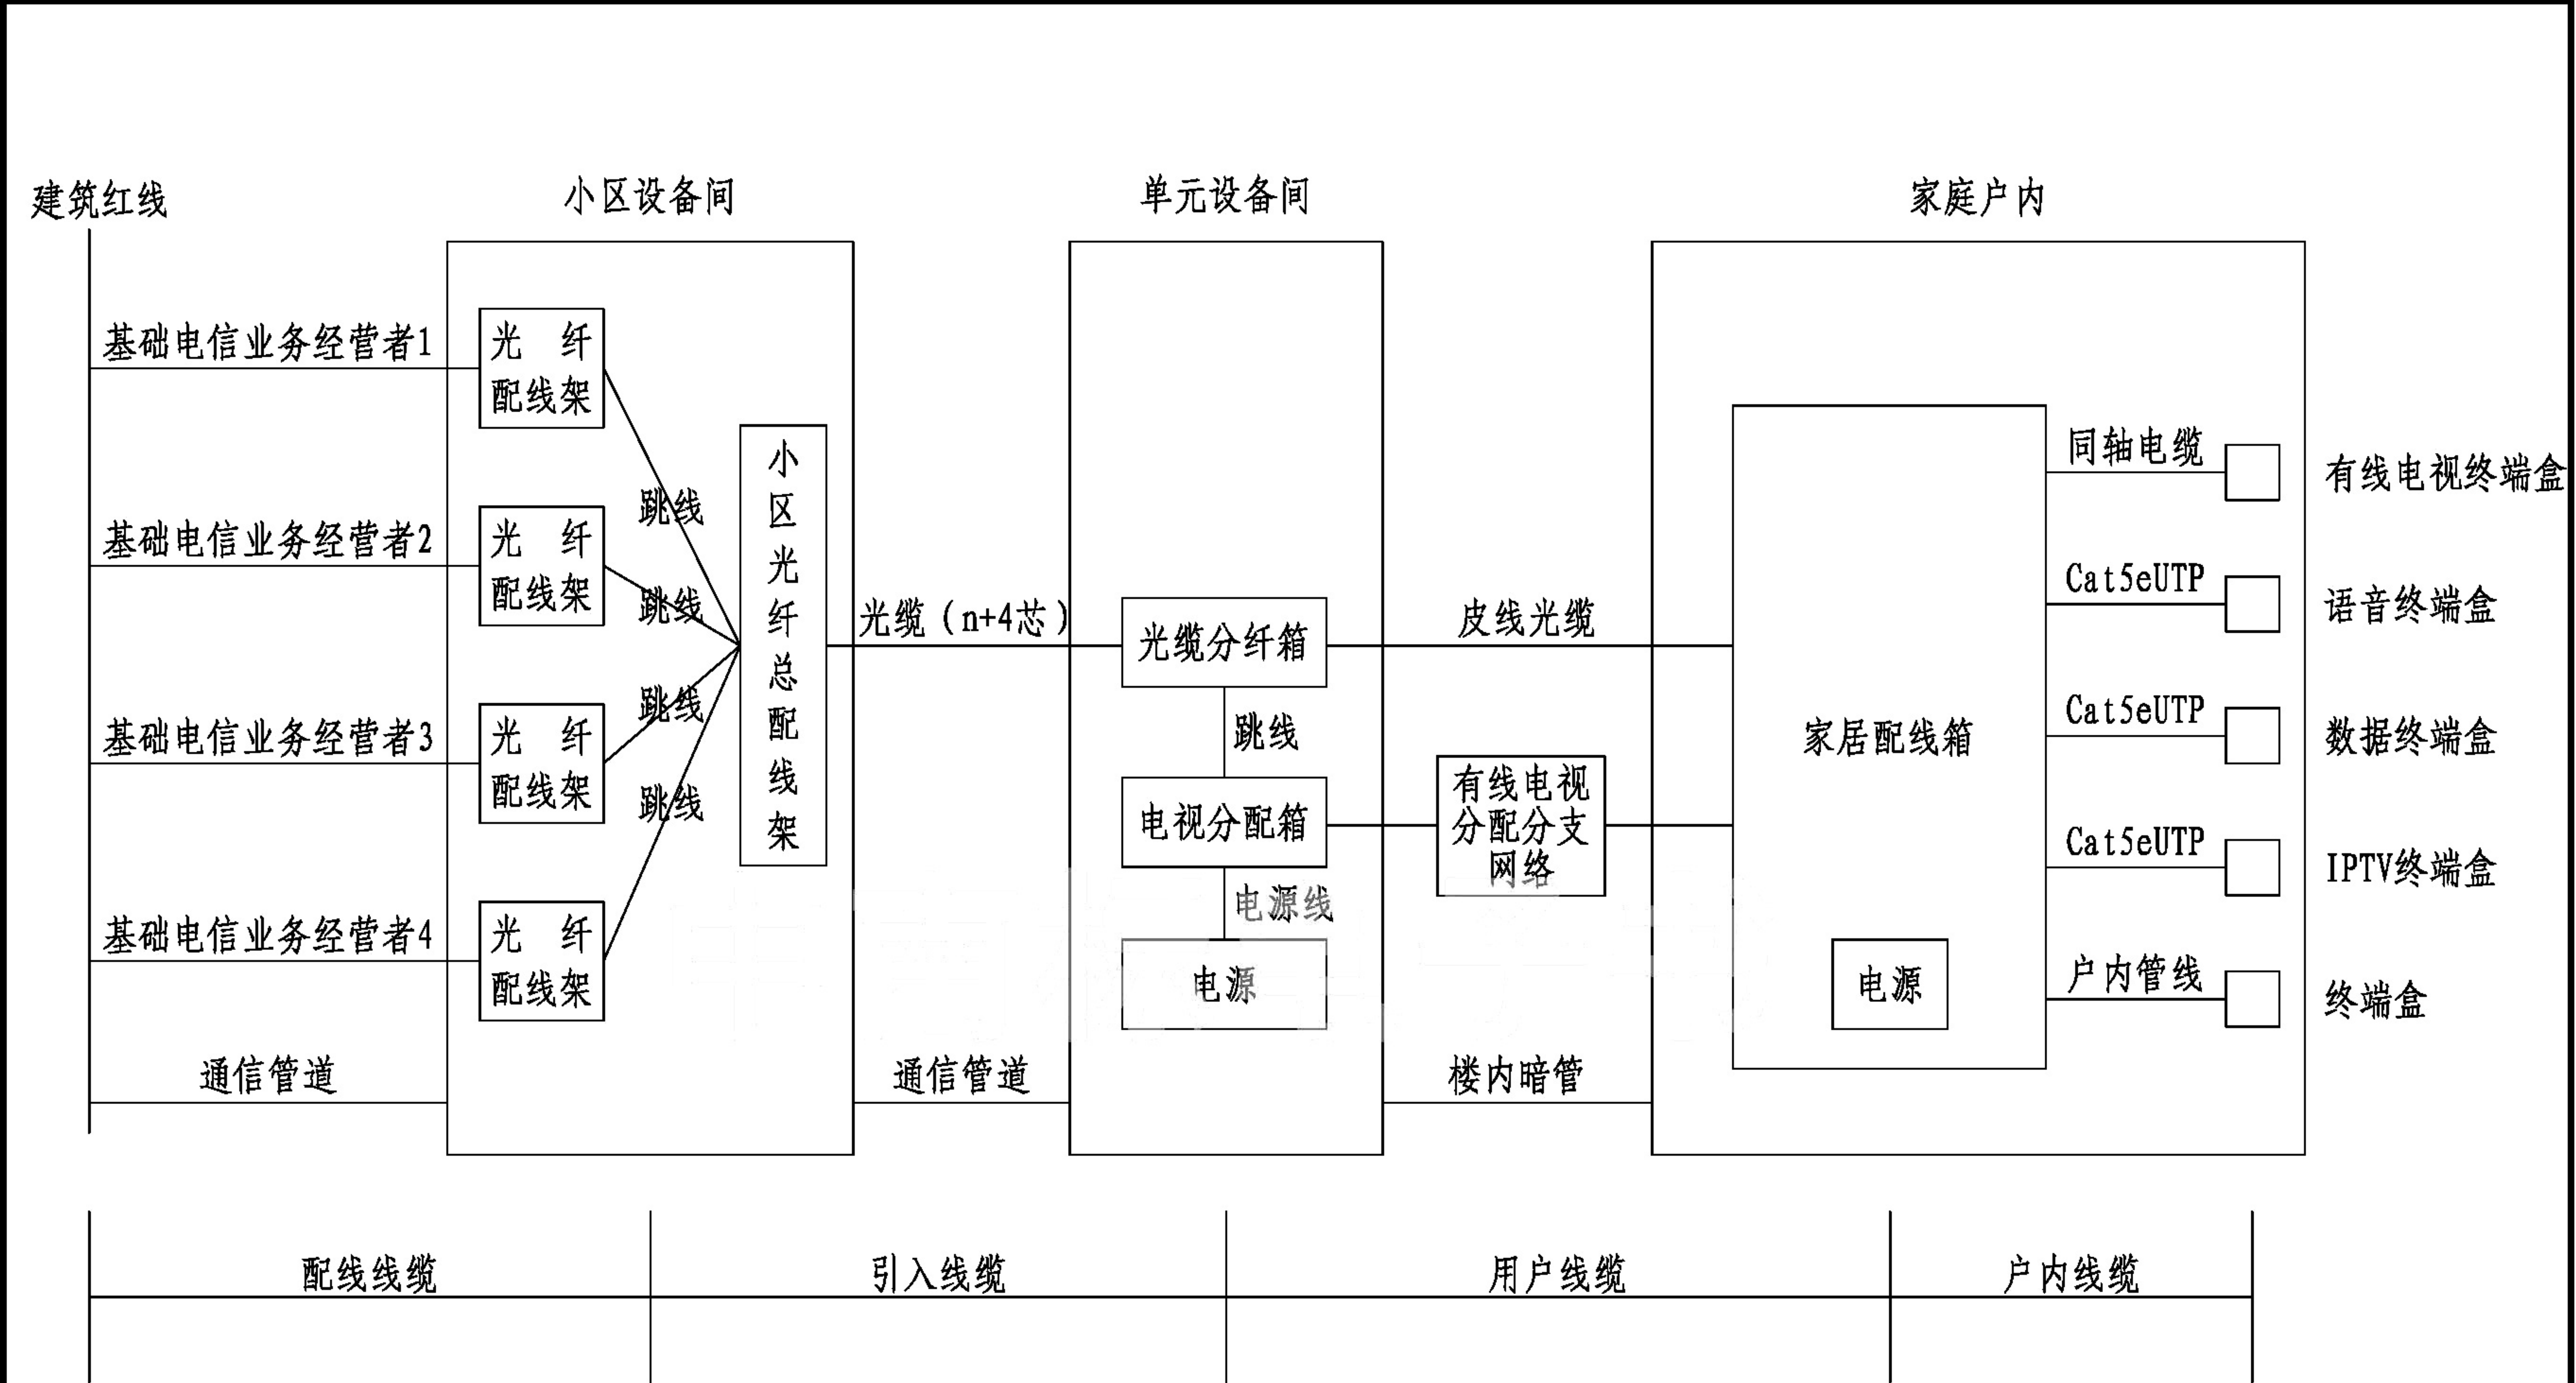 建筑红线
小区设备间
单元设备间
家庭户内
基础电信业务经营者1
光 纤
配线架
基础电信业务经营者2
光 纤
配线架
基础电信业务经营者3
光 纤
配线架
基础电信业务经营者4
光 纤
配线架
跳线
跳线
跳线
跳线
小
区
光
纤
总
配
线
架
光缆（n+4芯）
光缆分纤箱
跳线
电视分配箱
电源线
电源
皮线光缆
有线电视
分配分支
网络
家居配线箱
电源
同轴电缆
有线电视终端盒
Cat5eUTP
语音终端盒
Cat5eUTP
数据终端盒
Cat5eUTP
IPTV终端盒
户内管线
终端盒
通信管道
通信管道
楼内暗管
配线线缆
引入线缆
用户线缆
户内线缆